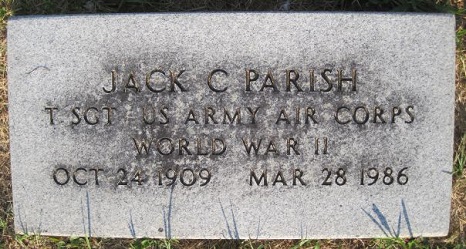 JACK C PARISH
T SGT US ARMY AIR CORPS
WORLD WAR II
OCT 24 1909 MAR 28 1986